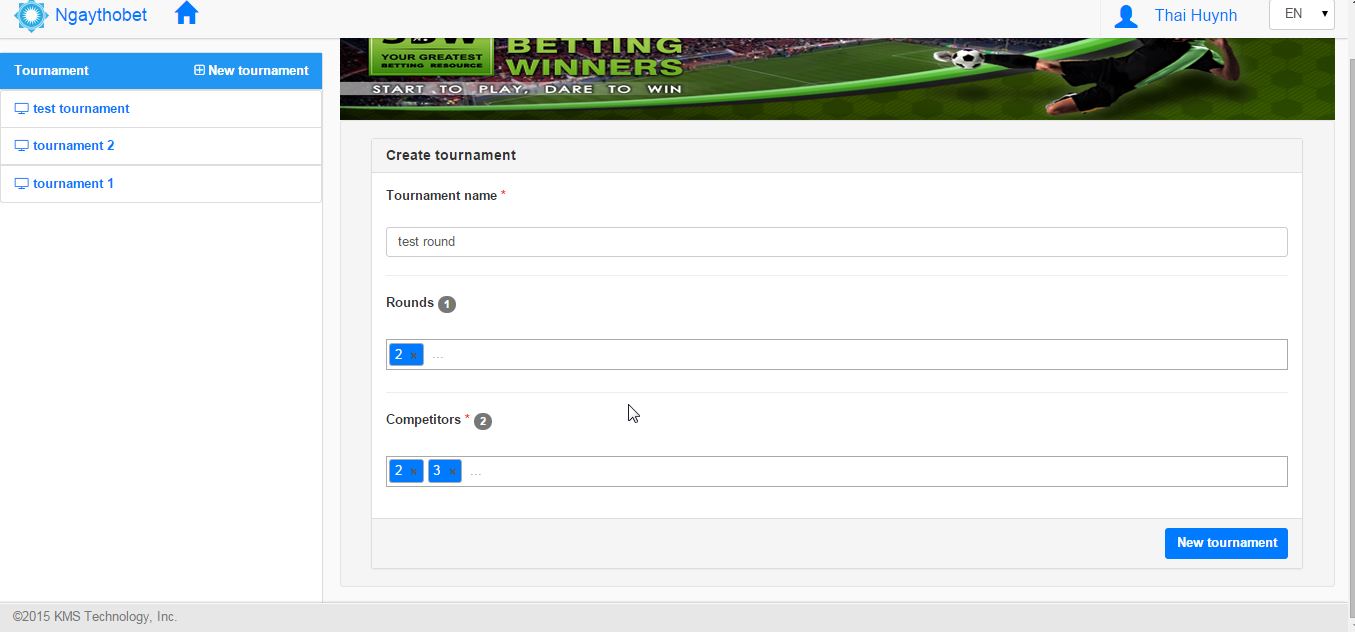 Ngaythobet
Thai Huynh
EN
Tournament
New tournament
test tournament
tournament 2
tournament 1
YOUR GREATEST
BETTING RESOURCE
BETTING
WINNERS
START TO PLAY, DARE TO WIN
Create tournament
Tournament name *
test round
Rounds 1
2 × ...
Competitors * 2
2 × 3 × ...
New tournament
©2015 KMS Technology, Inc.